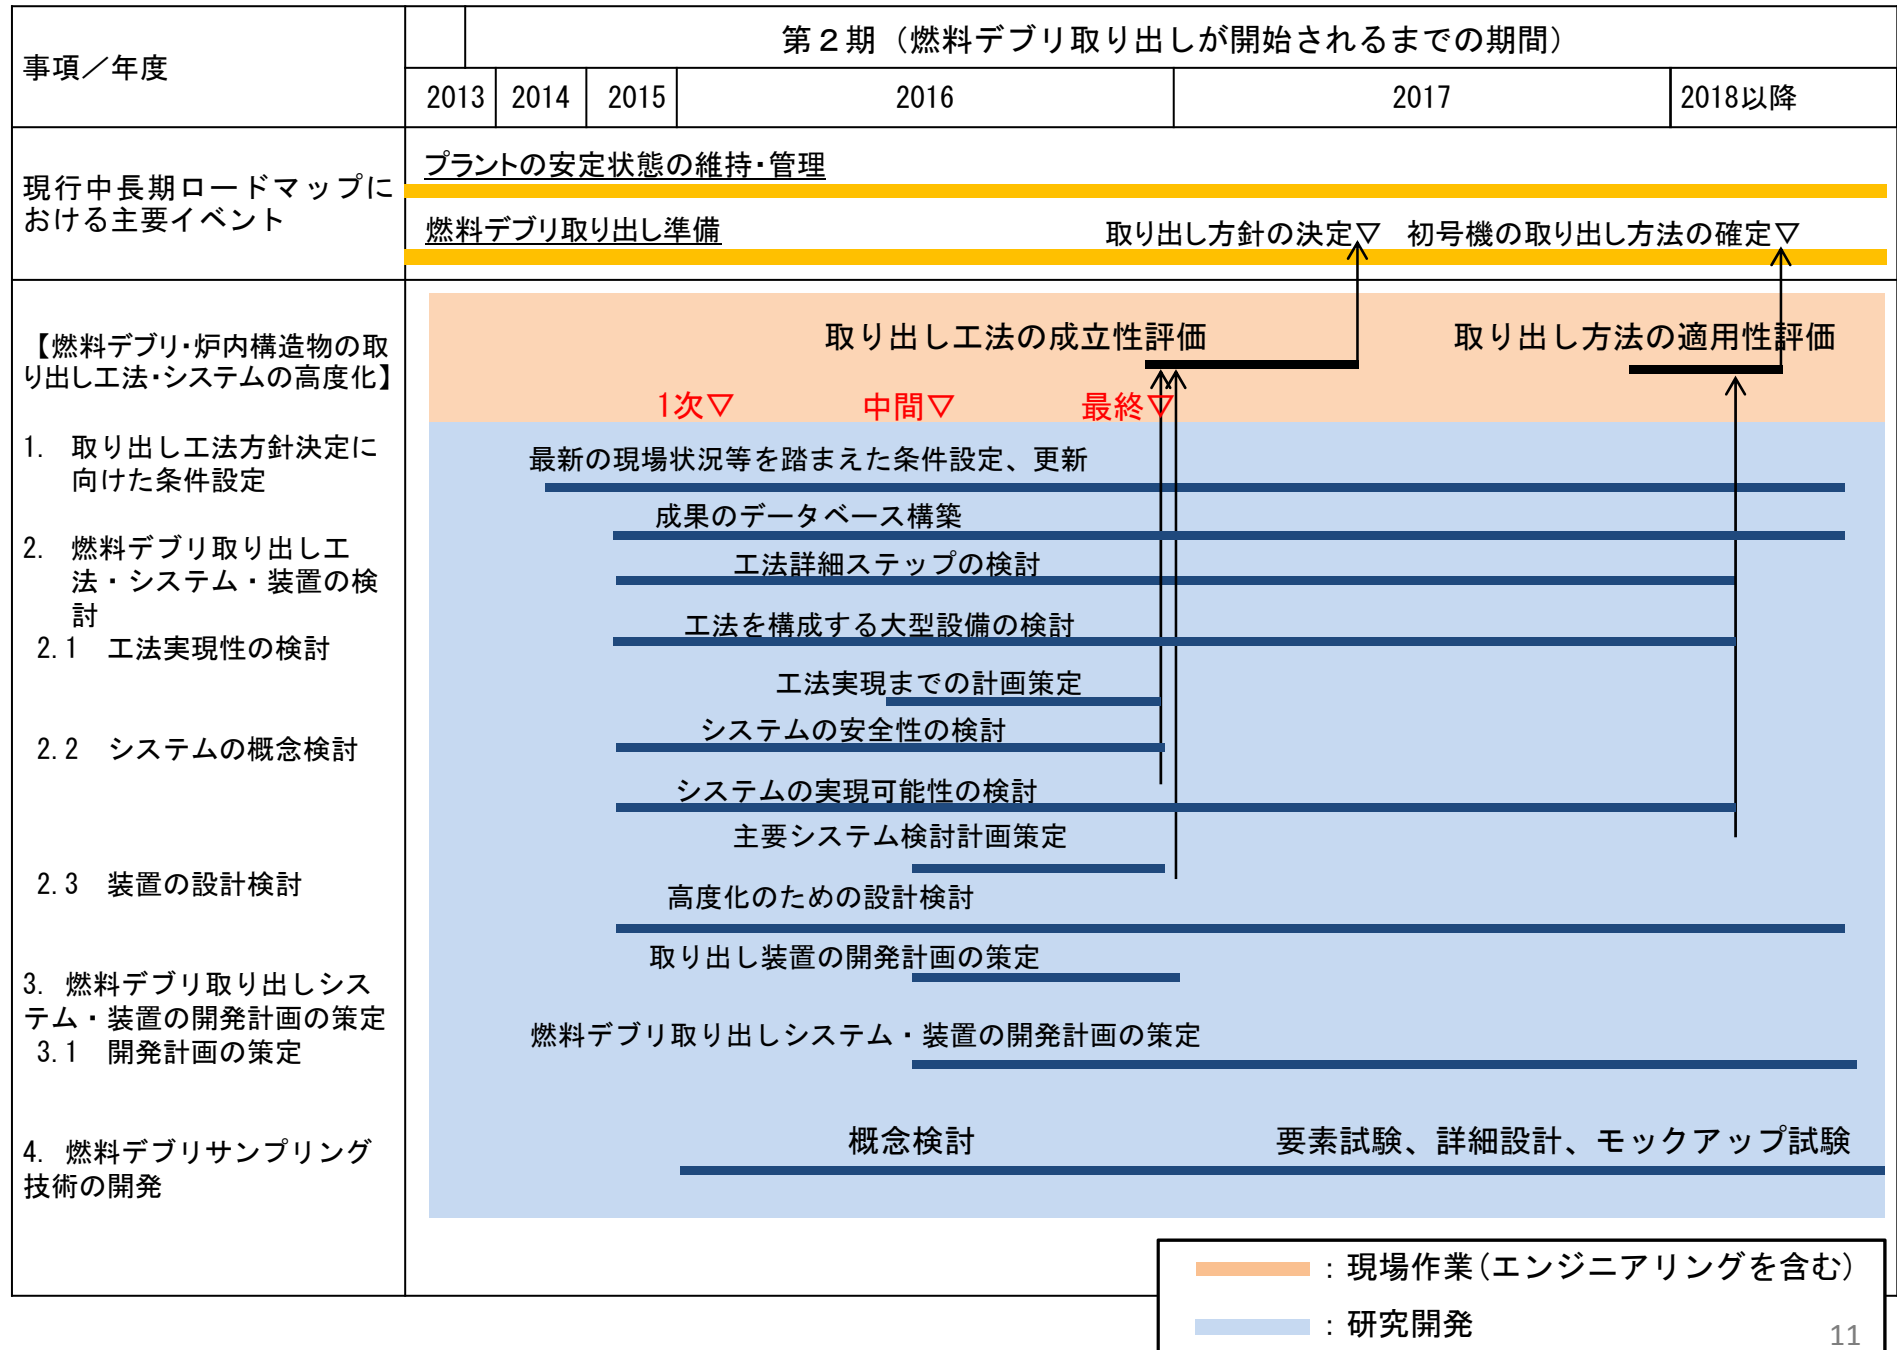 事項／年度
第２期（燃料デブリ取り出しが開始されるまでの期間）
2013
2014
2015
2016
2017
2018以降
現行中長期ロードマップに
おける主要イベント
プラントの安定状態の維持・管理
燃料デブリ取り出し準備
取り出し方針の決定▽
初号機の取り出し方法の確定▽
【燃料デブリ・炉内構造物の取
り出し工法・システムの高度化】
取り出し工法の成立性評価
取り出し方法の適用性評価
1次▽
中間▽
最終▽
1. 取り出し工法方針決定に
向けた条件設定
最新の現場状況等を踏まえた条件設定、更新
成果のデータベース構築
2. 燃料デブリ取り出し工
法・システム・装置の検
討
2.1 工法実現性の検討
工法詳細ステップの検討
工法を構成する大型設備の検討
工法実現までの計画策定
2.2 システムの概念検討
システムの安全性の検討
システムの実現可能性の検討
主要システム検討計画策定
2.3 装置の設計検討
高度化のための設計検討
取り出し装置の開発計画の策定
3. 燃料デブリ取り出しシス
テム・装置の開発計画の策定
3.1 開発計画の策定
燃料デブリ取り出しシステム・装置の開発計画の策定
4. 燃料デブリサンプリング
技術の開発
概念検討
要素試験、詳細設計、モックアップ試験
：現場作業（エンジニアリングを含む）
：研究開発
11